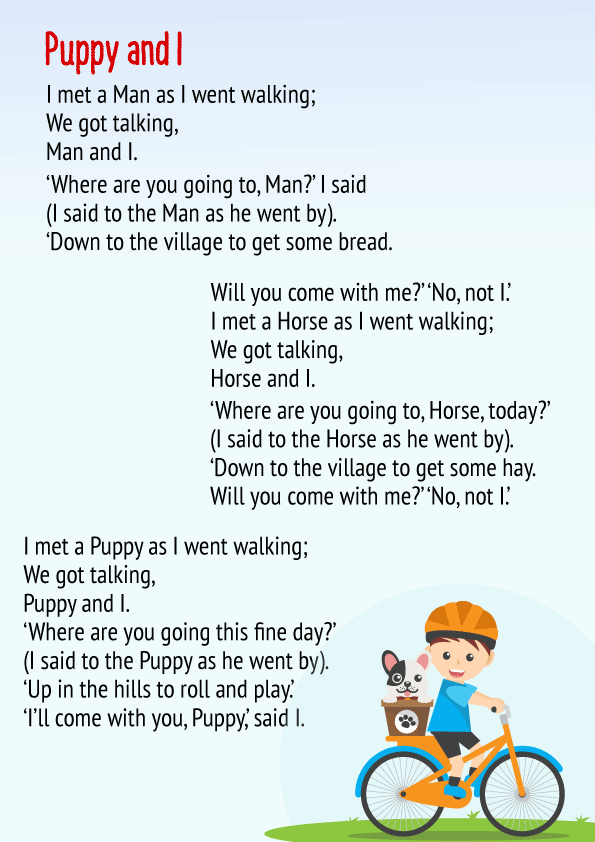 Puppy and I
I met a Man as I went walking;
We got talking,
Man and I.
‘Where are you going to, Man?’ I said
(I said to the Man as he went by).
‘Down to the village to get some bread.
Will you come with me?’ ‘No, not I.’
I met a Horse as I went walking;
We got talking,
Horse and I.
‘Where are you going to, Horse, today?’
(I said to the Horse as he went by).
‘Down to the village to get some hay.
Will you come with me?’ ‘No, not I.’
I met a Puppy as I went walking;
We got talking,
Puppy and I.
‘Where are you going this fine day?’
(I said to the Puppy as he went by).
‘Up in the hills to roll and play.’
‘I’ll come with you, Puppy,’ said I.